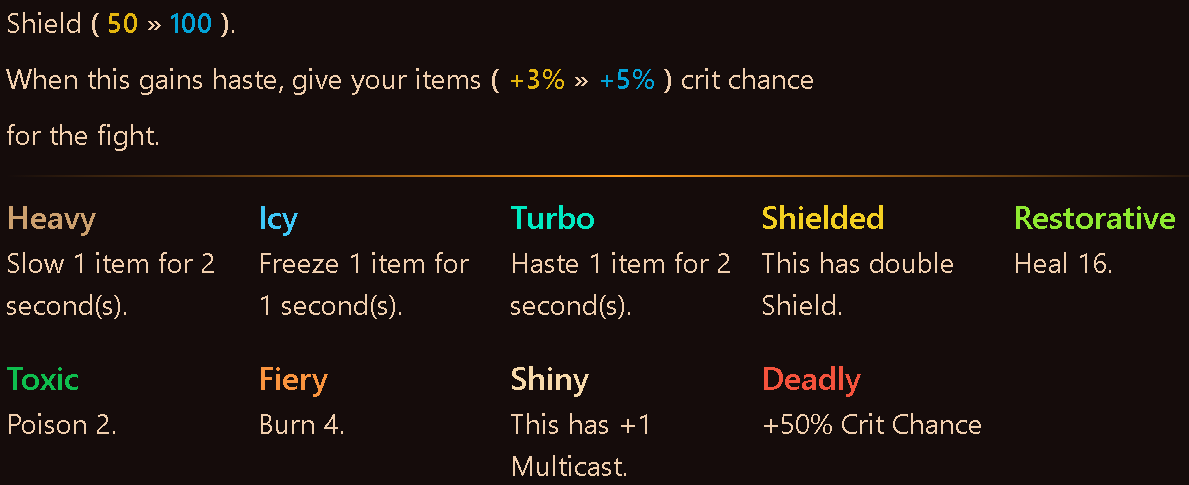 Shield ( 50 » 100 ).
When this gains haste, give your items ( +3% » +5% ) crit chance
for the fight.
Heavy
Slow 1 item for 2
second(s).
Icy
Freeze 1 item for
1 second(s).
Turbo
Haste 1 item for 2
second(s).
Shielded
This has double
Shield.
Restorative
Heal 16.
Toxic
Poison 2.
Fiery
Burn 4.
Shiny
This has +1
Multicast.
Deadly
+50% Crit Chance